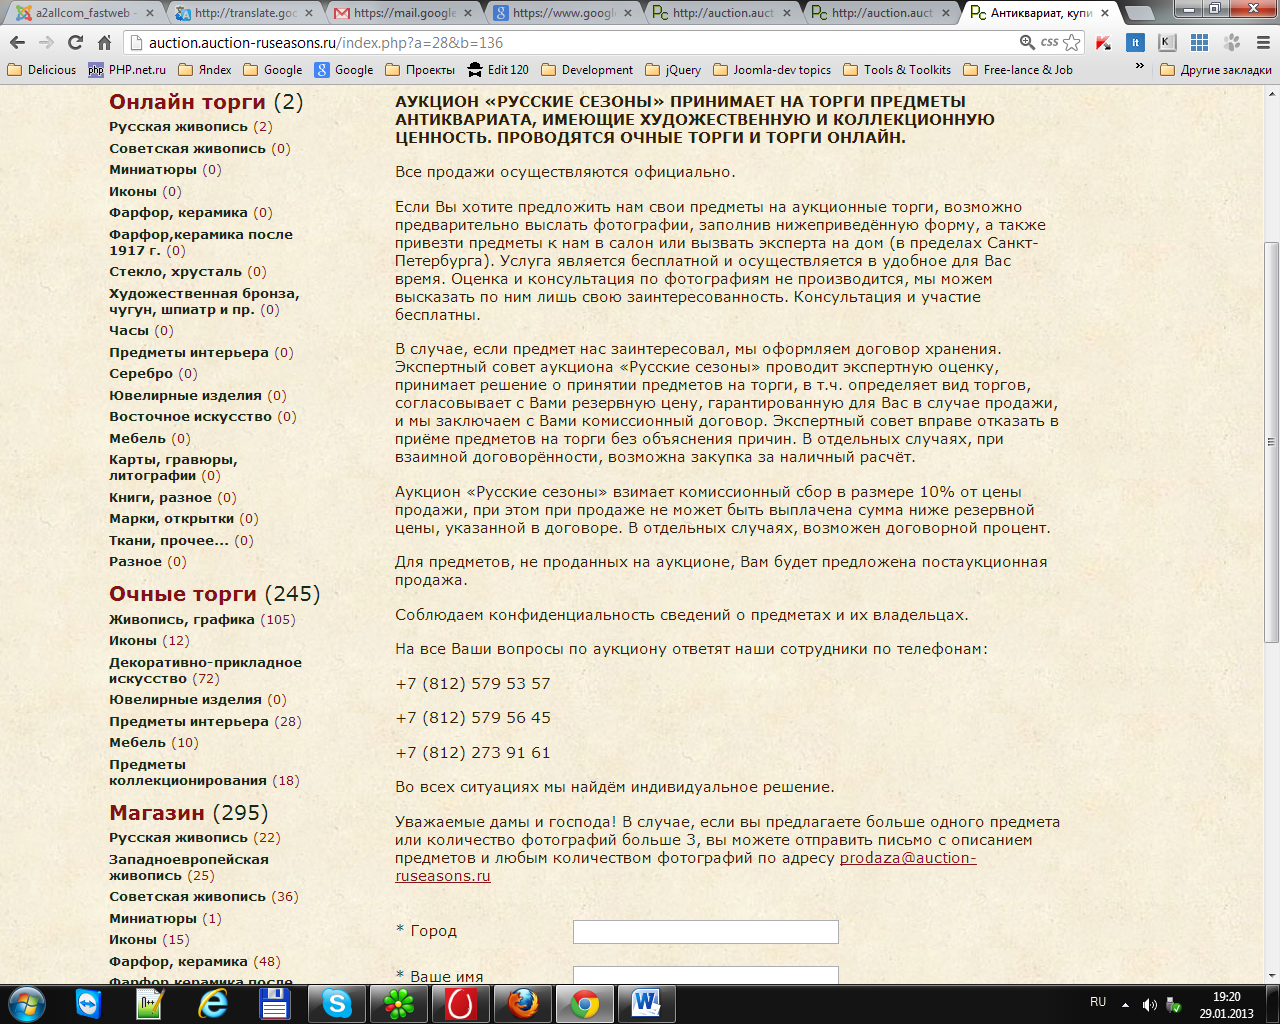 a2allcom_fastweb -
http://translate.goo
https://mail.google
https://www.googl
http://auction.auct
http://auction.auct
Антиквариат, купи
auction.auction-ruseasons.ru/index.php?a=28&b=136
css
Delicious
php PHP.net.ru
Яndex
Google
Google
Проекты
Edit 120
Development
jQuery
Joomla-dev topics
Tools & Toolkits
Free-lance & Job
»
Другие закладки
Онлайн торги (2)
Русская живопись (2)
Советская живопись (0)
Миниатюры (0)
Иконы (0)
Фарфор, керамика (0)
Фарфор,керамика после
1917 г. (0)
Стекло, хрусталь (0)
Художественная бронза,
чугун, шпиатр и пр. (0)
Часы (0)
Предметы интерьера (0)
Серебро (0)
Ювелирные изделия (0)
Восточное искусство (0)
Мебель (0)
Карты, гравюры,
литографии (0)
Книги, разное (0)
Марки, открытки (0)
Ткани, прочее... (0)
Разное (0)
Очные торги (245)
Живопись, графика (105)
Иконы (12)
Декоративно-прикладное
искусство (72)
Ювелирные изделия (0)
Предметы интерьера (28)
Мебель (10)
Предметы
коллекционирования (18)
Магазин (295)
Русская живопись (22)
Западноевропейская
живопись (25)
Советская живопись (36)
Миниатюры (1)
Иконы (15)
Фарфор, керамика (48)
Фарфор,керамика после
АУКЦИОН «РУССКИЕ СЕЗОНЫ» ПРИНИМАЕТ НА ТОРГИ ПРЕДМЕТЫ
АНТИКВАРИАТА, ИМЕЮЩИЕ ХУДОЖЕСТВЕННУЮ И КОЛЛЕКЦИОННУЮ
ЦЕННОСТЬ. ПРОВОДЯТСЯ ОЧНЫЕ ТОРГИ И ТОРГИ ОНЛАЙН.
Все продажи осуществляются официально.
Если Вы хотите предложить нам свои предметы на аукционные торги, возможно
предварительно выслать фотографии, заполнив нижеприведённую форму, а также
привезти предметы к нам в салон или вызвать эксперта на дом (в пределах Санкт-
Петербурга). Услуга является бесплатной и осуществляется в удобное для Вас
время. Оценка и консультация по фотографиям не производится, мы можем
высказать по ним лишь свою заинтересованность. Консультация и участие
бесплатны.
В случае, если предмет нас заинтересовал, мы оформляем договор хранения.
Экспертный совет аукциона «Русские сезоны» проводит экспертную оценку,
принимает решение о принятии предметов на торги, в т.ч. определяет вид торгов,
согласовывает с Вами резервную цену, гарантированную для Вас в случае продажи,
и мы заключаем с Вами комиссионный договор. Экспертный совет вправе отказать в
приёме предметов на торги без объяснения причин. В отдельных случаях, при
взаимной договорённости, возможна закупка за наличный расчёт.
Аукцион «Русские сезоны» взимает комиссионный сбор в размере 10% от цены
продажи, при этом при продаже не может быть выплачена сумма ниже резервной
цены, указанной в договоре. В отдельных случаях, возможен договорной процент.
Для предметов, не проданных на аукционе, Вам будет предложена постаукционная
продажа.
Соблюдаем конфиденциальность сведений о предметах и их владельцах.
На все Ваши вопросы по аукциону ответят наши сотрудники по телефонам:
+7 (812) 579 53 57
+7 (812) 579 56 45
+7 (812) 273 91 61
Во всех ситуациях мы найдём индивидуальное решение.
Уважаемые дамы и господа! В случае, если вы предлагаете больше одного предмета
или количество фотографий больше 3, вы можете отправить письмо с описанием
предметов и любым количеством фотографий по адресу prodaza@auction-
ruseasons.ru
* Город
* Ваше имя
RU
19:20
29.01.2013